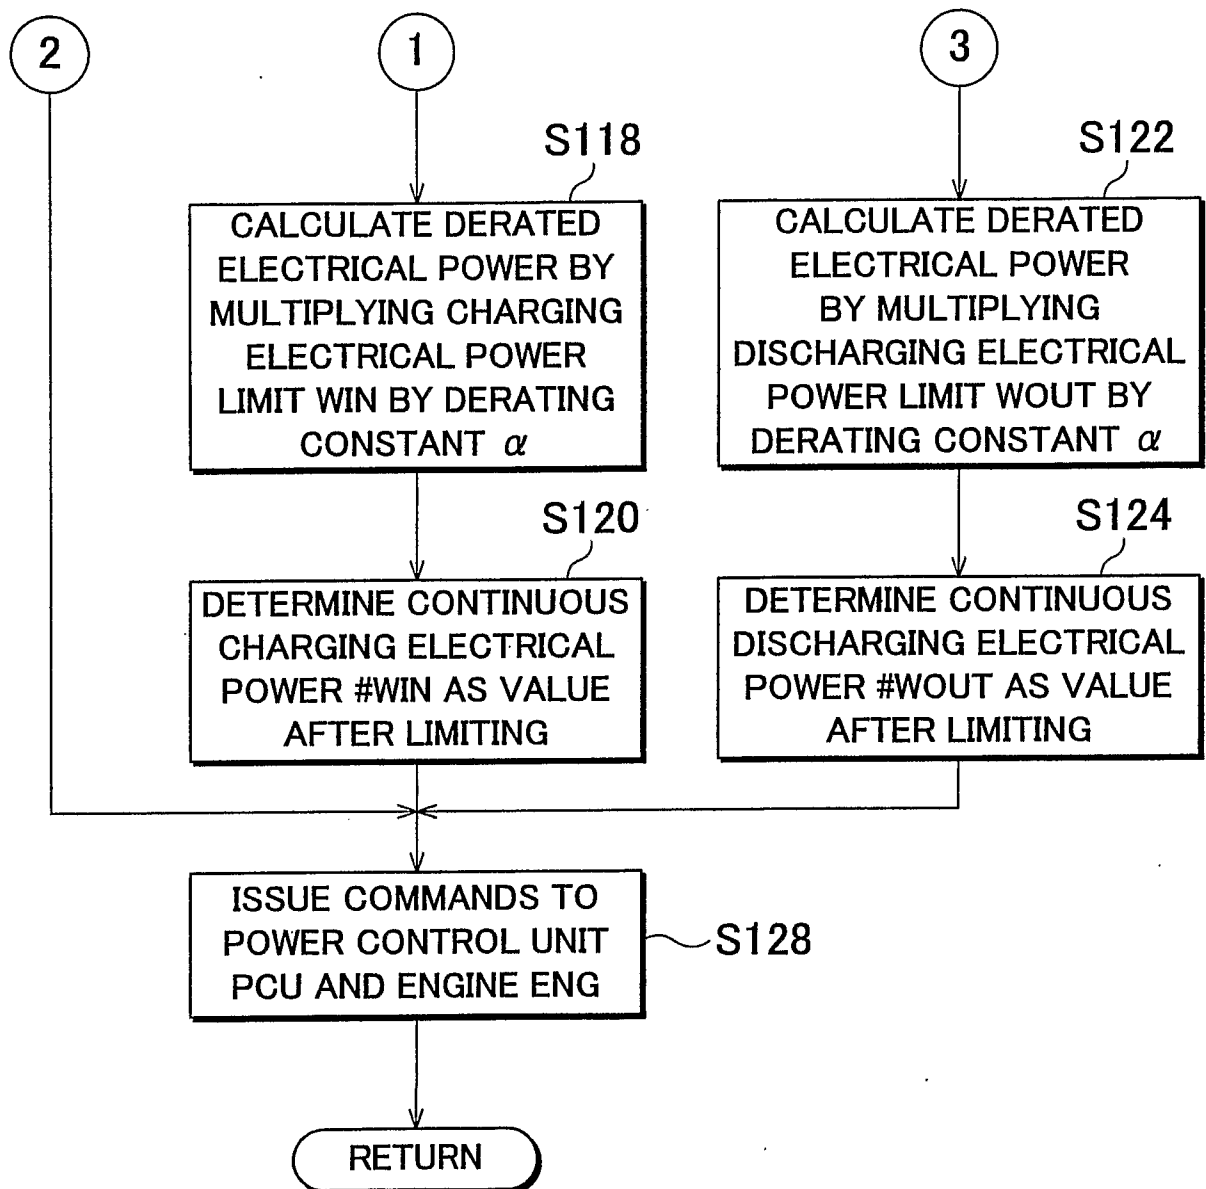 2
1
3
S118
CALCULATE DERATED
ELECTRICAL POWER BY
MULTIPLYING CHARGING
ELECTRICAL POWER
LIMIT WIN BY DERATING
CONSTANT α
S122
CALCULATE DERATED
ELECTRICAL POWER
BY MULTIPLYING
DISCHARGING ELECTRICAL
POWER LIMIT WOUT BY
DERATING CONSTANT α
S120
DETERMINE CONTINUOUS
CHARGING ELECTRICAL
POWER #WIN AS VALUE
AFTER LIMITING
S124
DETERMINE CONTINUOUS
DISCHARGING ELECTRICAL
POWER #WOUT AS VALUE
AFTER LIMITING
ISSUE COMMANDS TO
POWER CONTROL UNIT
PCU AND ENGINE ENG
S128
RETURN